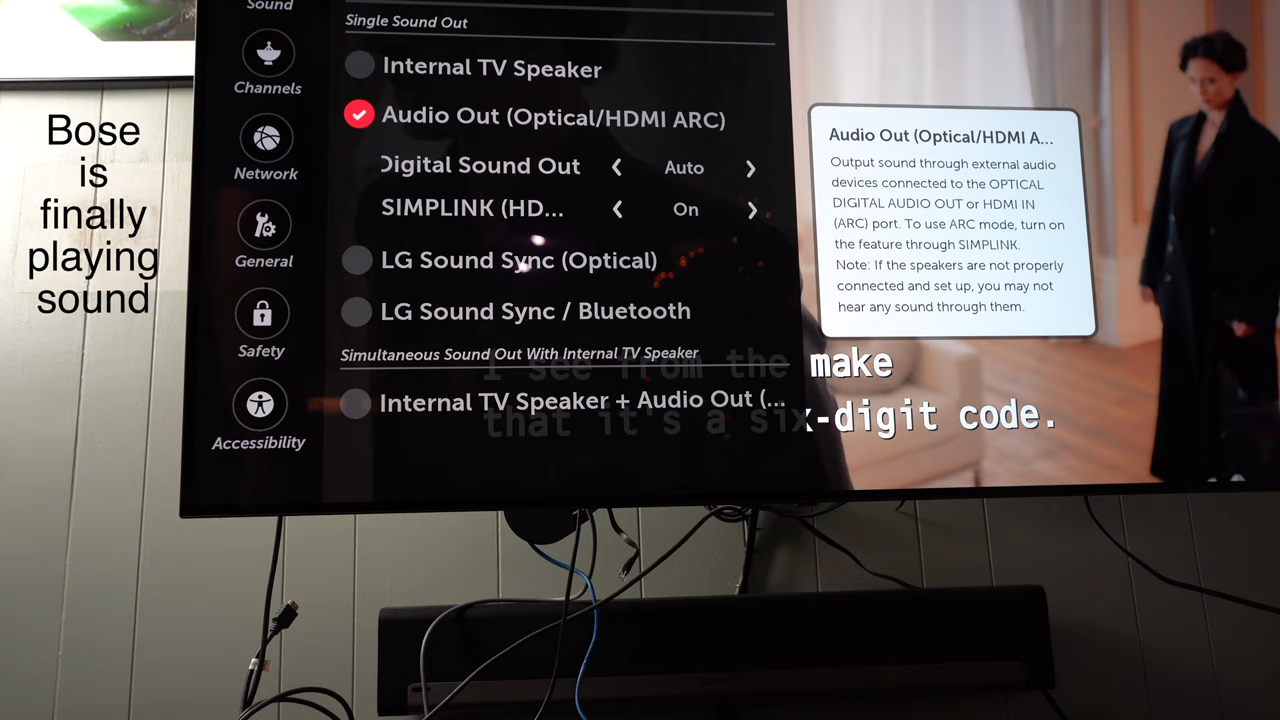 Sound
Single Sound Out
Channels
Internal TV Speaker
Audio Out (Optical/HDMI ARC)
Digital Sound Out
Auto
Network
SIMPLINK (HD...
On
General
LG Sound Sync (Optical)
LG Sound Sync / Bluetooth
Safety
Simultaneous Sound Out With Internal TV Speaker
Internal TV Speaker + Audio Out (...
Accessibility
Bose
is
finally
playing
sound
Audio Out (Optical/HDMI A...
Output sound through external audio
devices connected to the OPTICAL
DIGITAL AUDIO OUT or HDMI IN
(ARC) port. To use ARC mode, turn on
the feature through SIMPLINK.
Note: If the speakers are not properly
connected and set up, you may not
hear any sound through them.
I see from the make
that it's a six-digit code.